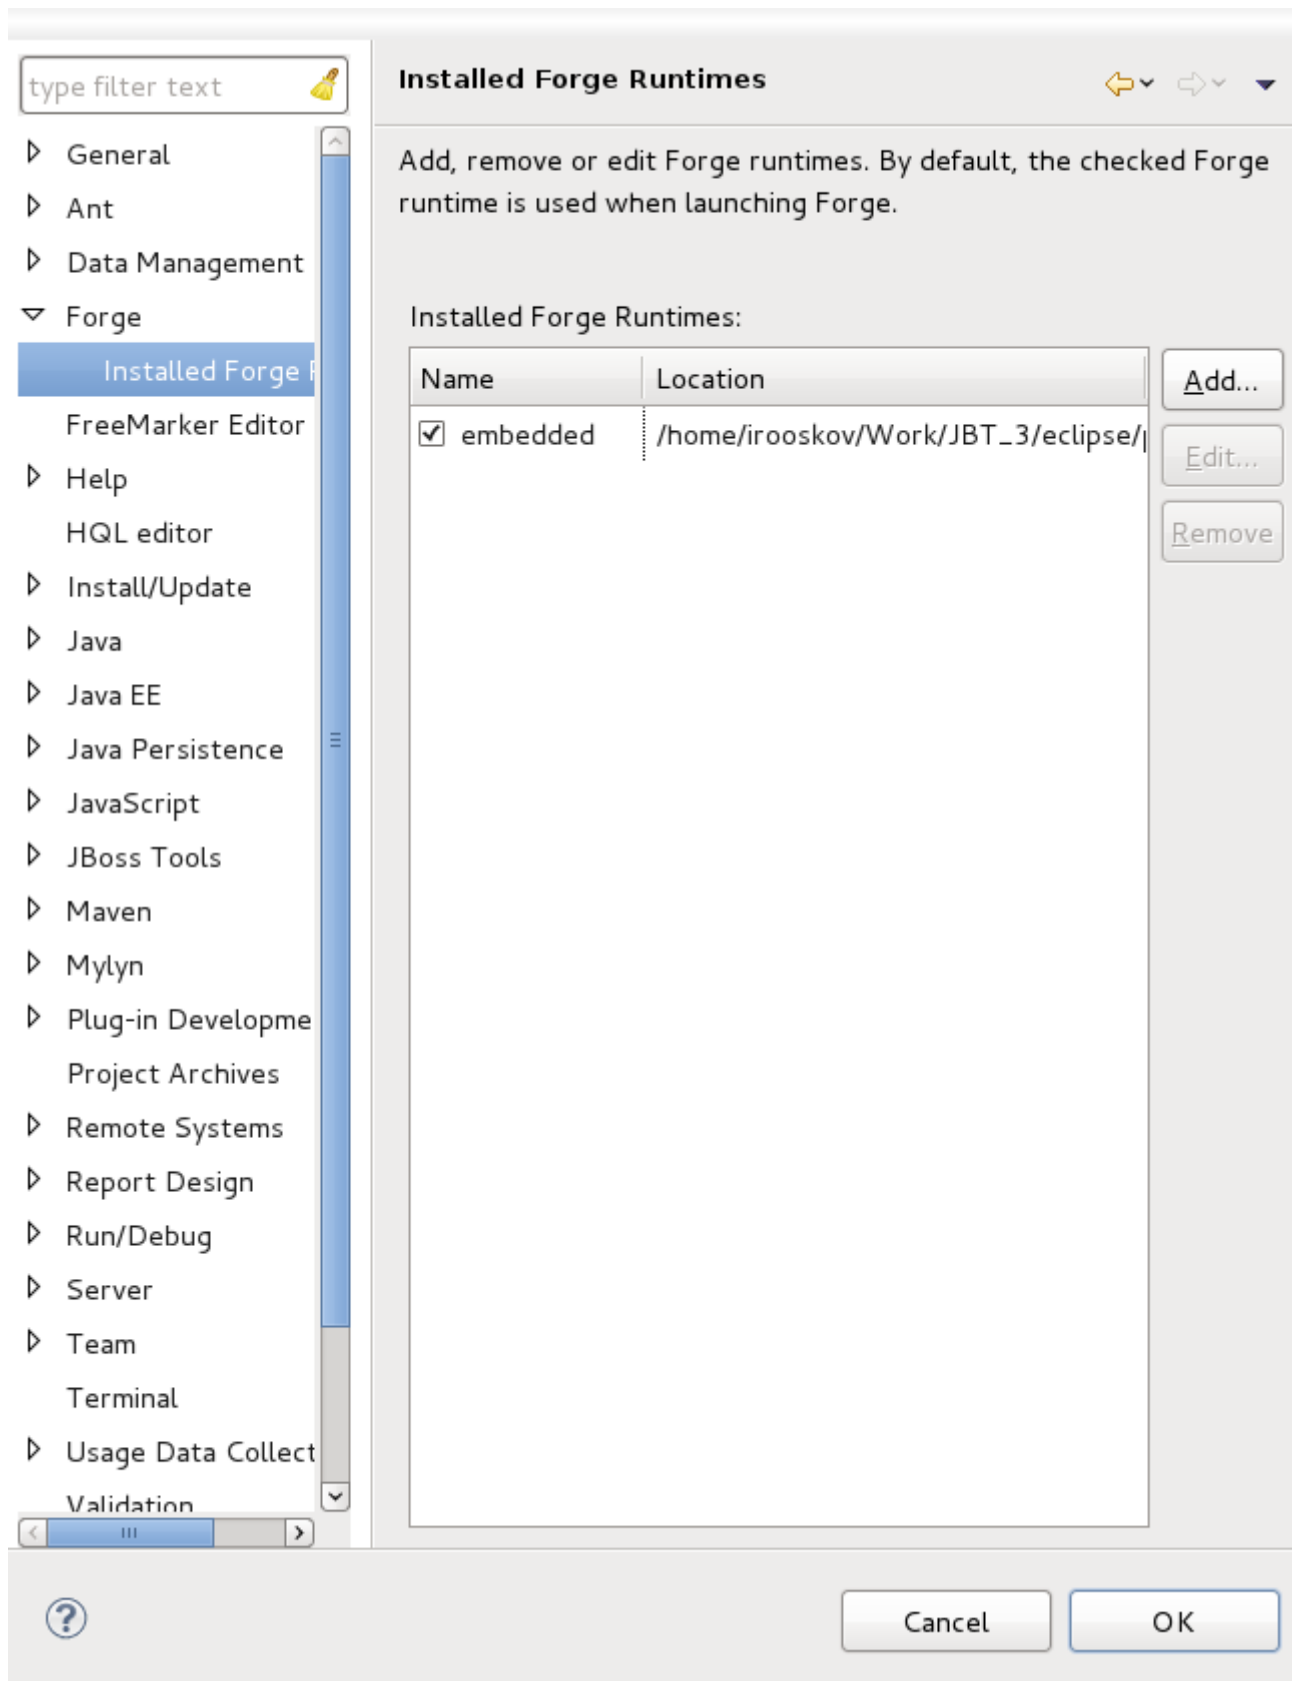 type filter text
General
Ant
Data Management
Forge
Installed Forge
FreeMarker Editor
Help
HQL editor
Install/Update
Java
Java EE
Java Persistence
JavaScript
JBoss Tools
Maven
Mylyn
Plug-in Developme
Project Archives
Remote Systems
Report Design
Run/Debug
Server
Team
Terminal
Usage Data Collect
Validation
Installed Forge Runtimes
Add, remove or edit Forge runtimes. By default, the checked Forge
runtime is used when launching Forge.
Installed Forge Runtimes:
Name Location
embedded /home/irooskov/Work/JBT_3/eclipse/
Add...
Edit...
Remove
Cancel OK